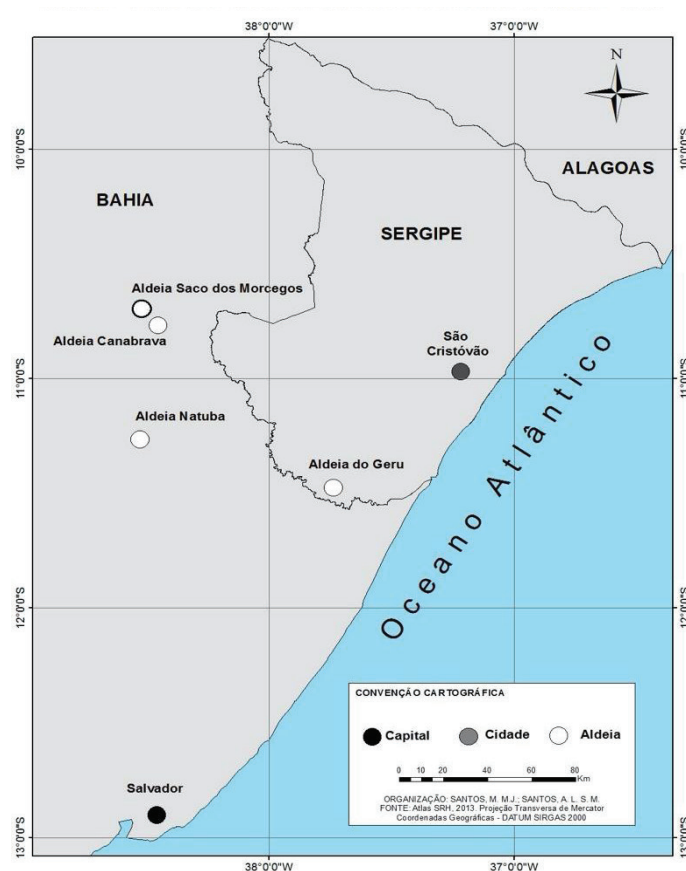 38°0'0"W
37°0'0"W
N
10°0'0"S
10°0'0"S
ALAGOAS
BAHIA
SERGIPE
Aldeia Saco dos Morcegos
Aldeia Canabrava
São
Cristóvão
11°0'0"S
11°0'0"S
Aldeia Natuba
Aldeia do Geru
Oceano Atlântico
12°0'0"S
12°0'0"S
CONVENÇÃO CARTOGRÁFICA
Capital
Cidade
Aldeia
0 5 10 20 40 60 80
Km
ORGANIZAÇÃO: SANTOS, M. M.J.; SANTOS, A. L. S. M.
FONTE: Atlas SRH, 2013. Projeção Transversa de Mercator
Coordenadas Geográficas - DATUM SIRGAS 2000
Salvador
13°0'0"S
13°0'0"S
38°0'0"W
37°0'0"W